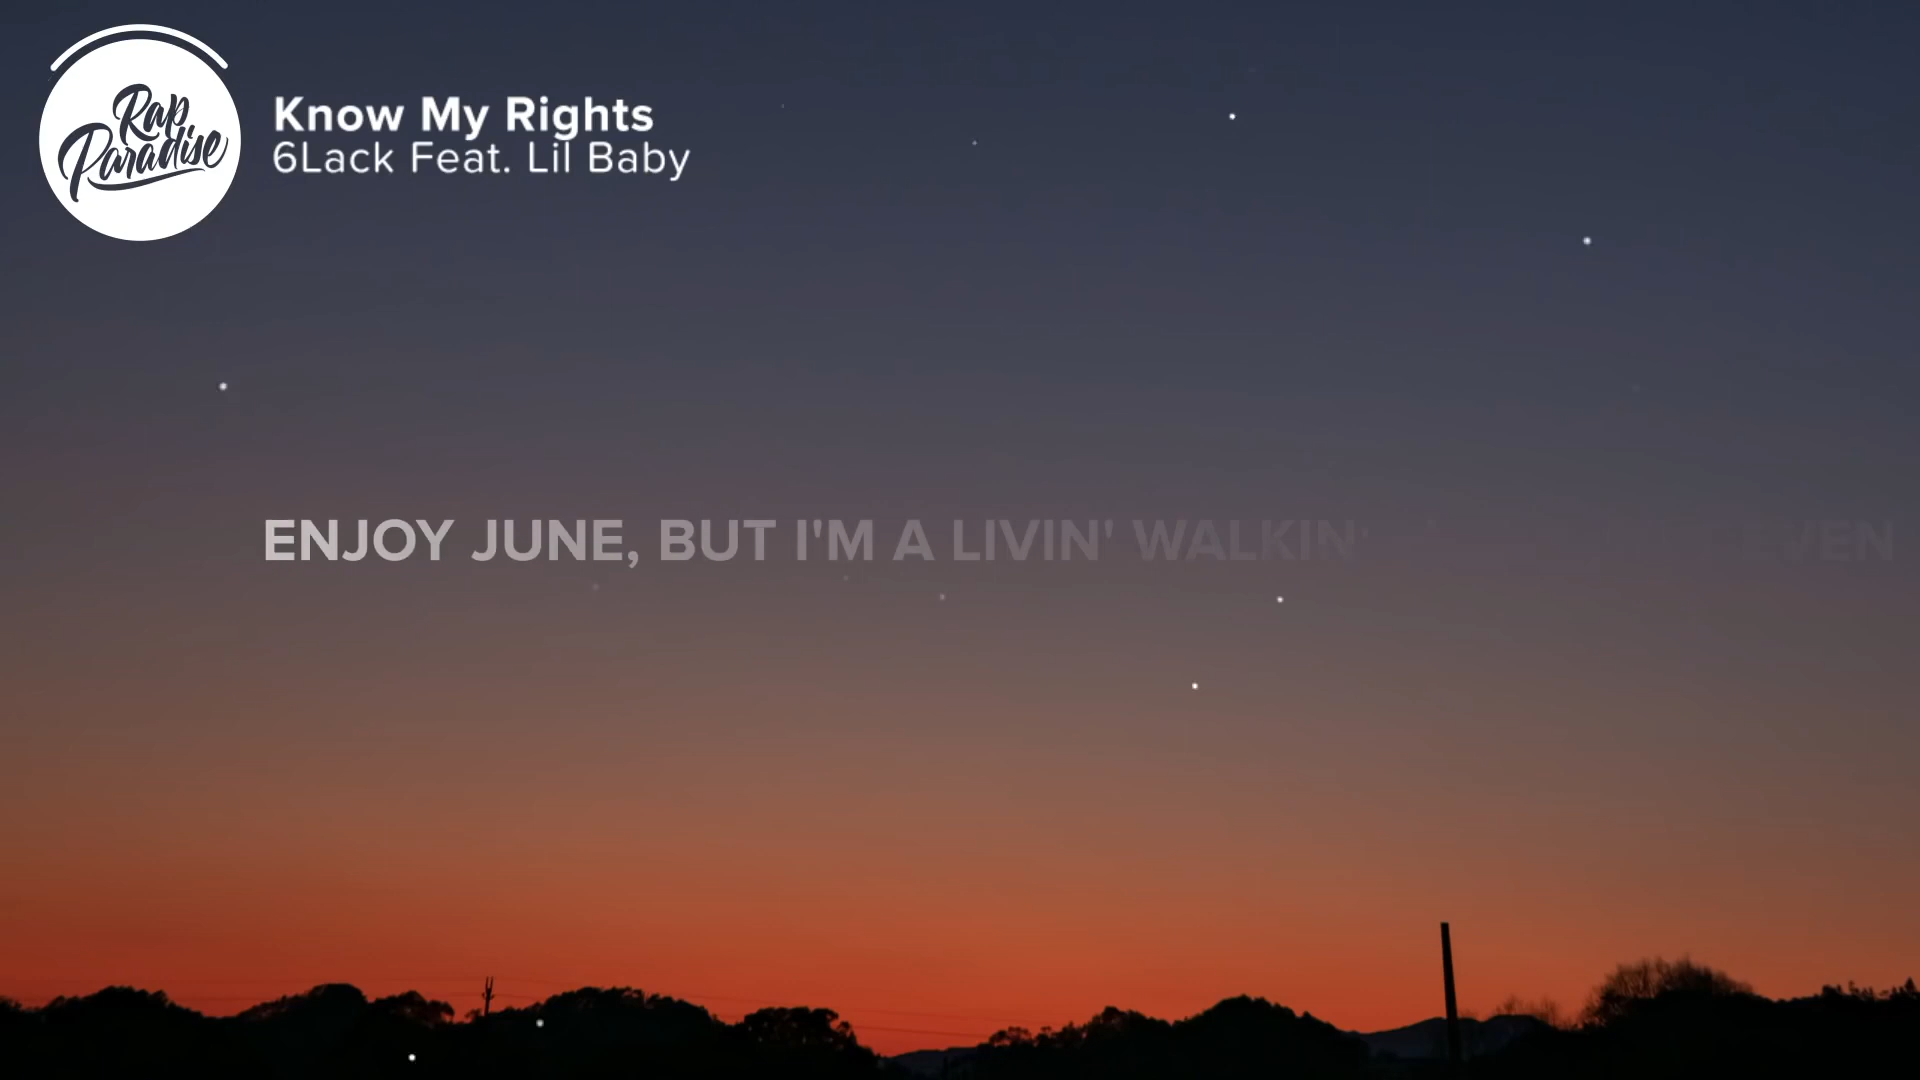 Rap
Paradise
Know My Rights
6Lack Feat. Lil Baby
ENJOY JUNE, BUT I'M A LIVIN' WALKIN'